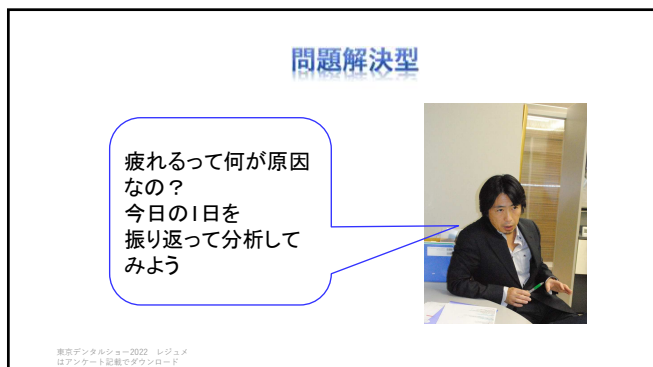 問題解決型
疲れるって何が原因
なの？
今日の1日を
振り返って分析して
みよう
東京デンタルショー2022　レジュメ
はアンケート記載でダウンロード